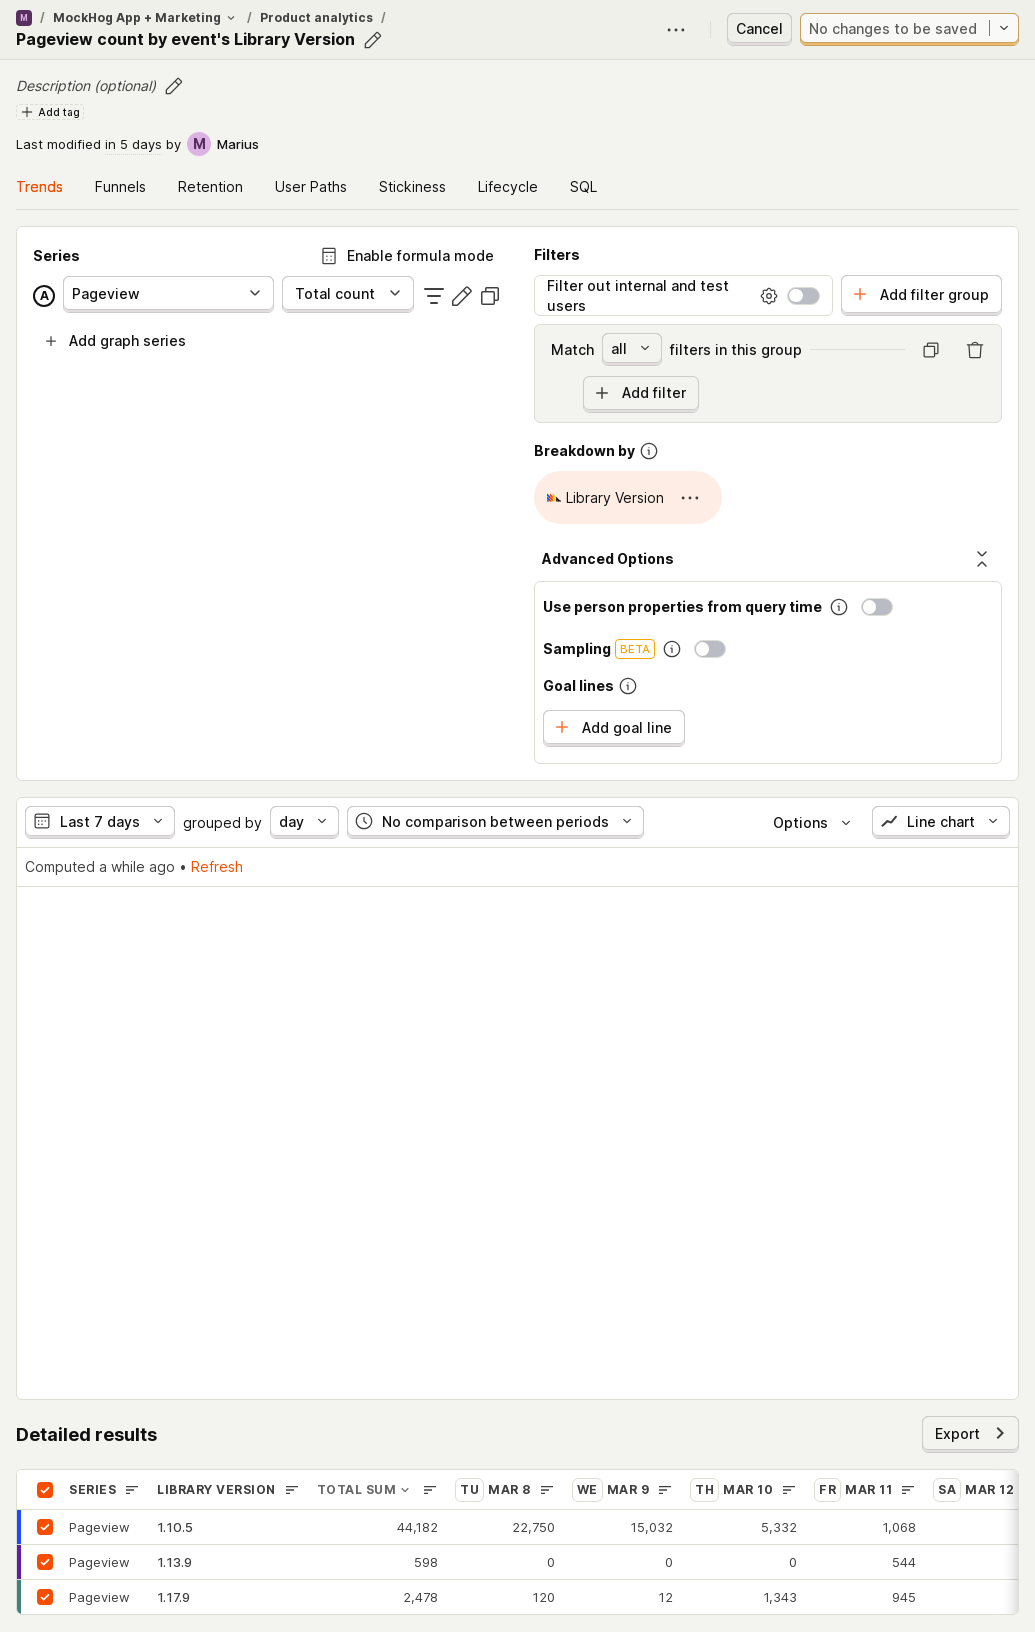 M / MockHog App + Marketing / Product analytics /
Pageview count by event's Library Version
Cancel
No changes to be saved
Description (optional)
Add tag
Last modified in 5 days by M Marius
Trends Funnels Retention User Paths Stickiness Lifecycle SQL
Series
Enable formula mode
A Pageview Total count
Add graph series
Filters
Filter out internal and test
users
Add filter group
Match all filters in this group
Add filter
Breakdown by
Library Version
Advanced Options
Use person properties from query time
Sampling BETA
Goal lines
Add goal line
Last 7 days grouped by day No comparison between periods Options Line chart
Computed a while ago • Refresh
Detailed results
Export
SERIES LIBRARY VERSION TOTAL SUM TU MAR 8 WE MAR 9 TH MAR 10 FR MAR 11 SA MAR 12
Pageview 1.10.5 44,182 22,750 15,032 5,332 1,068
Pageview 1.13.9 598 0 0 0 544
Pageview 1.17.9 2,478 120 12 1,343 945